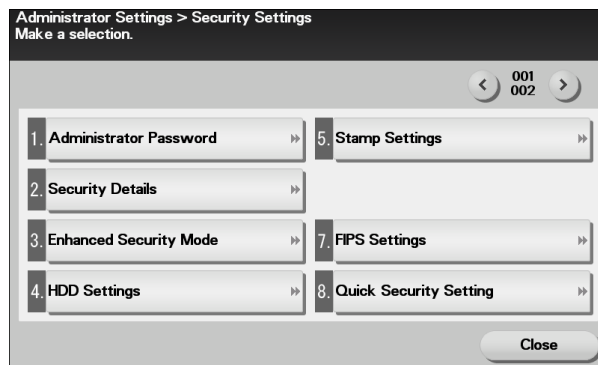 Administrator Settings > Security Settings
Make a selection.
001
002
1. Administrator Password
5. Stamp Settings
2. Security Details
3. Enhanced Security Mode
7. FIPS Settings
4. HDD Settings
8. Quick Security Setting
Close